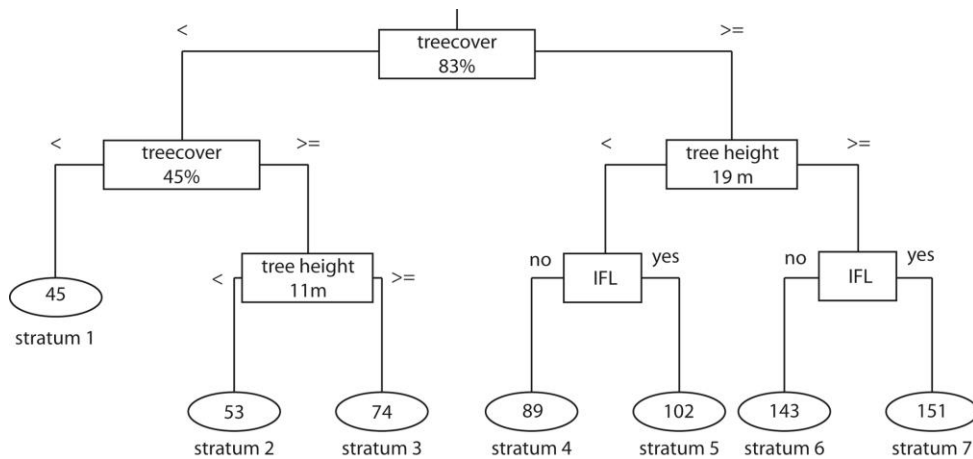 < >=
treecover
83%
< >= < >=
treecover
45%
tree height
19 m
< >=
tree height
11m
no yes
IFL
no yes
IFL
45
stratum 1
53 74 89 102 143 151
stratum 2 stratum 3 stratum 4 stratum 5 stratum 6 stratum 7